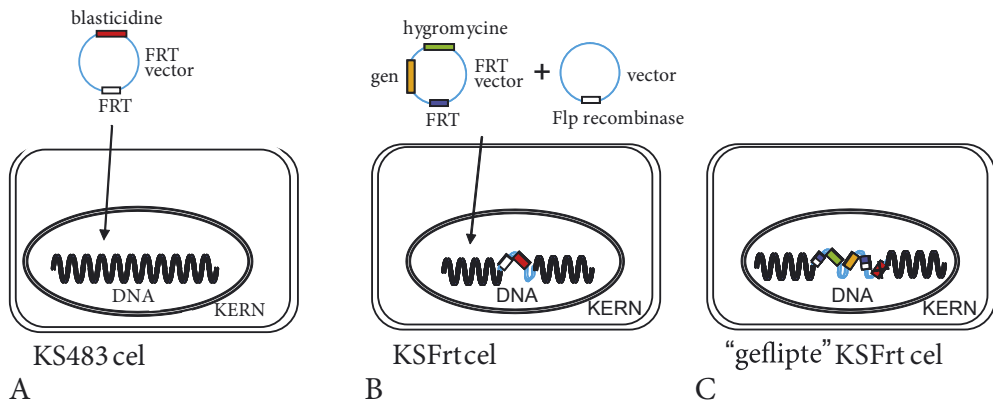 blasticidine
FRT
vector
FRT
DNA
KERN
KS483 cel
A
hygromycine
gen
FRT
vector
FRT
+
vector
Flp recombinase
DNA
KERN
KSFrt cel
B
DNA
KERN
“geflipte” KSFrt cel
C